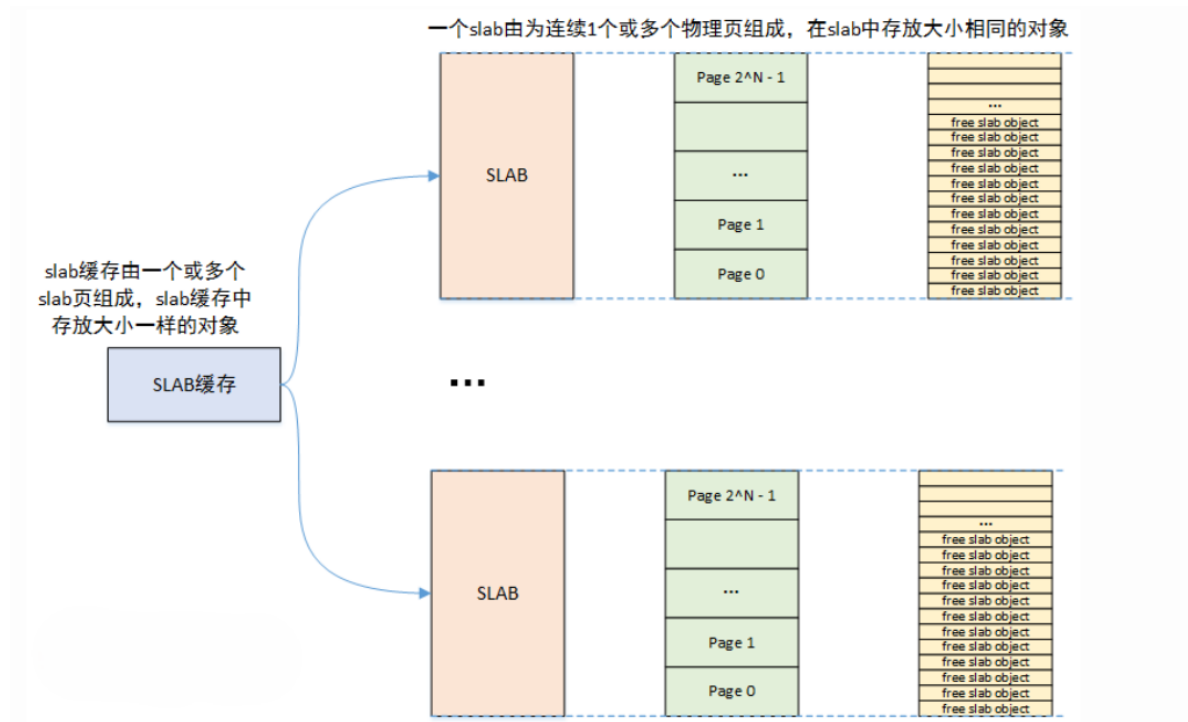 一个slab由为连续1个或多个物理页组成，在slab中存放大小相同的对象
SLAB
Page 2^N - 1
...
Page 1
Page 0
...
free slab object
free slab object
free slab object
free slab object
free slab object
free slab object
free slab object
free slab object
free slab object
free slab object
free slab object
free slab object
slab缓存由一个或多个
slab页组成，slab缓存中
存放大小一样的对象
SLAB缓存
...
SLAB
Page 2^N - 1
...
Page 1
Page 0
...
free slab object
free slab object
free slab object
free slab object
free slab object
free slab object
free slab object
free slab object
free slab object
free slab object
free slab object
free slab object